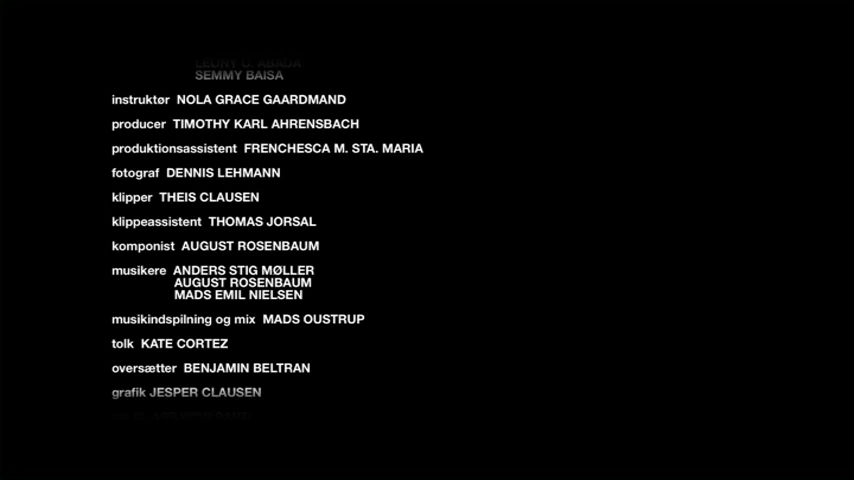 LEONY C. ABADA
SEMMY BAISA
instruktør NOLA GRACE GAARDMAND
producer TIMOTHY KARL AHRENSBACH
produktionsassistent FRENCHESCA M. STA. MARIA
fotograf DENNIS LEHMANN
klipper THEIS CLAUSEN
klippeassistent THOMAS JORSAL
komponist AUGUST ROSENBAUM
musikere ANDERS STIG MØLLER
AUGUST ROSENBAUM
MADS EMIL NIELSEN
musikindspilning og mix MADS OUSTRUP
tolk KATE CORTEZ
oversætter BENJAMIN BELTRAN
grafik JESPER CLAUSEN